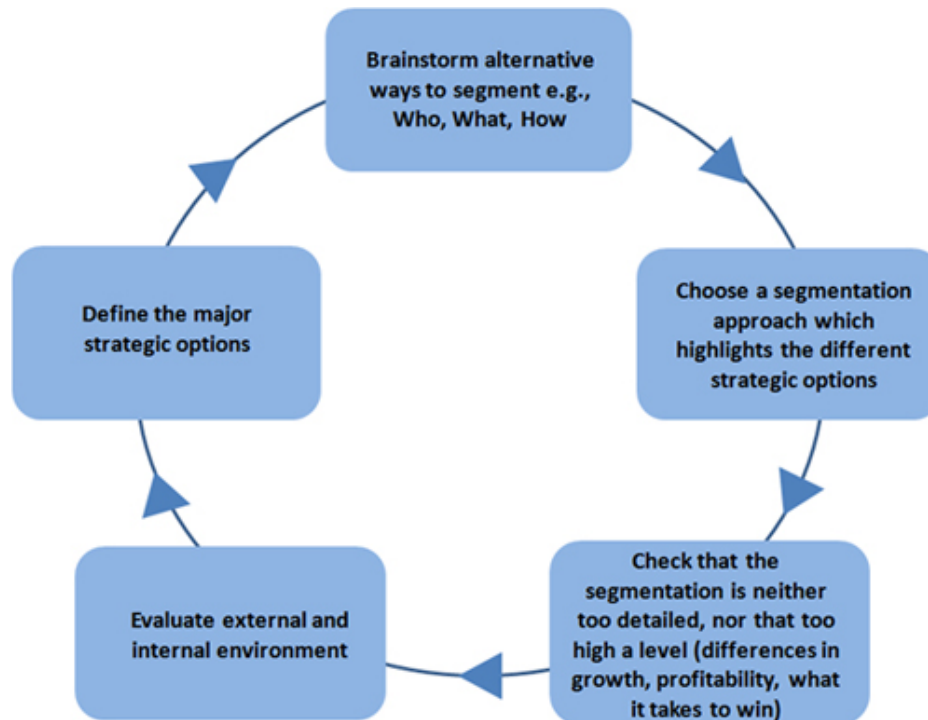 Brainstorm alternative
ways to segment e.g.,
Who, What, How
Choose a segmentation
approach which
highlights the different
strategic options
Check that the
segmentation is neither
too detailed, nor that too
high a level (differences in
growth, profitability, what
it takes to win)
Evaluate external and
internal environment
Define the major
strategic options